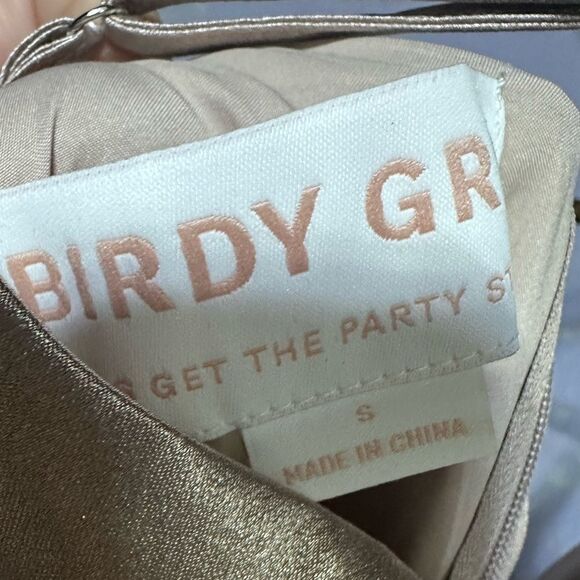 BIRDY GR
GET THE PARTY ST
S
MADE IN CHINA